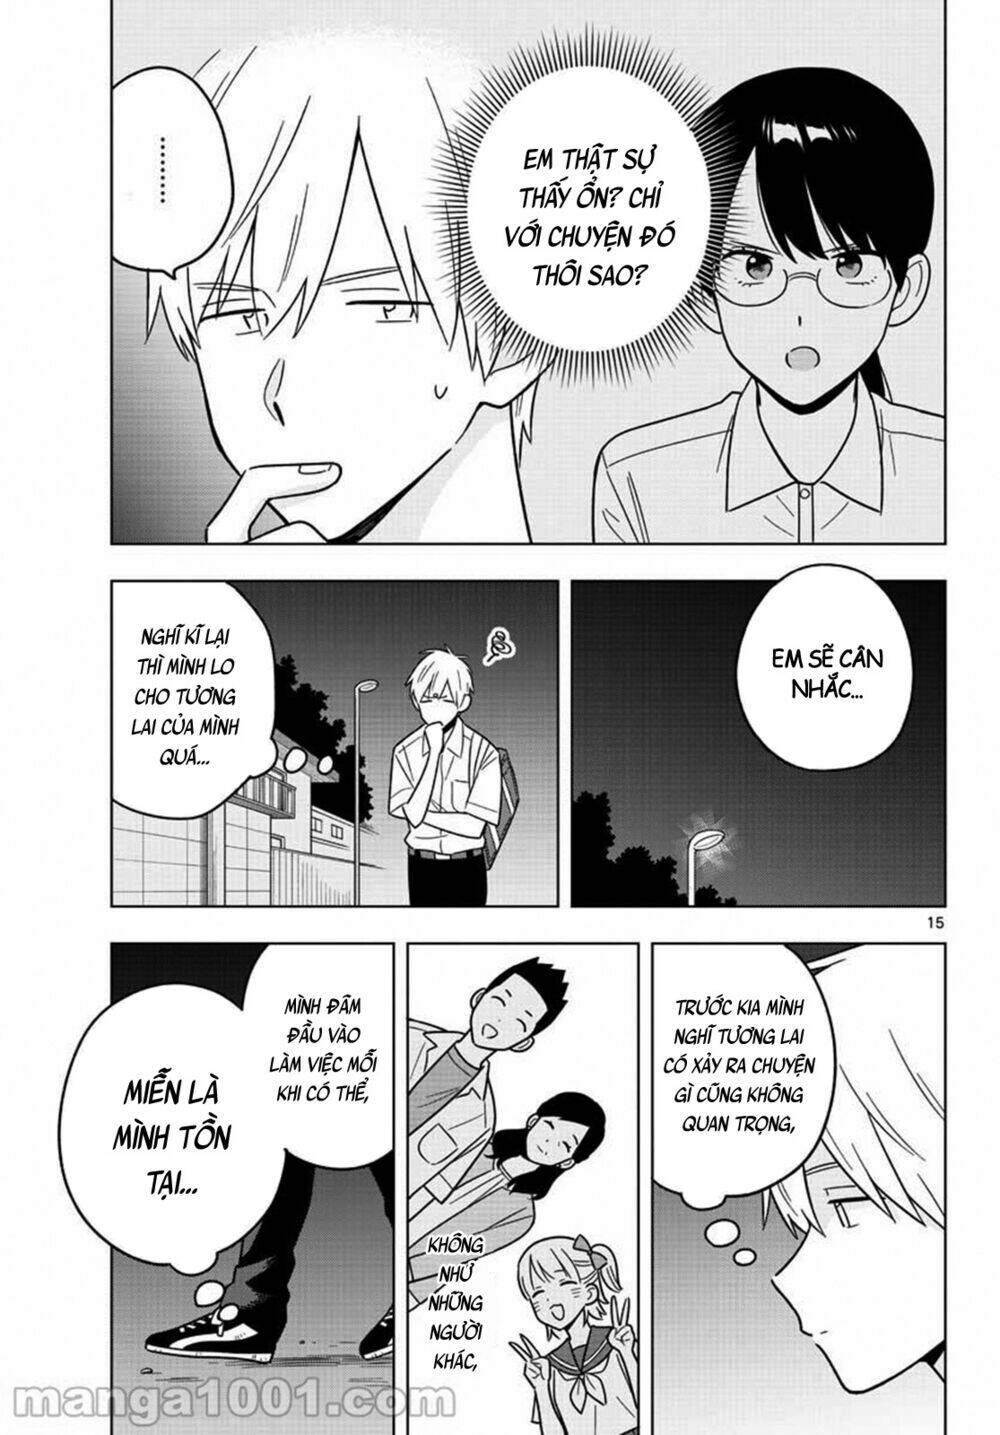 EM THẬT SỰ
THẤY ỔN? CHỈ
VỚI CHUYỆN ĐÓ
THÔI SAO?
.........
EM SẼ CÂN
NHẮC...
NGHĨ KĨ LẠI
THÌ MÌNH LO
CHO TƯƠNG
LAI CỦA MÌNH
QUÁ...
15
TRƯỚC KIA MÌNH
NGHĨ TƯƠNG LAI
CÓ XẢY RA CHUYỆN
GÌ CŨNG KHÔNG
QUAN TRỌNG,
KHÔNG
NHƯ
NHỮNG
NGƯỜI
KHÁC,
MÌNH ĐÂM
ĐẦU VÀO
LÀM VIỆC MỖI
KHI CÓ THỂ,
MIỄN LÀ
MÌNH TỒN
TẠI...
manga1001.com